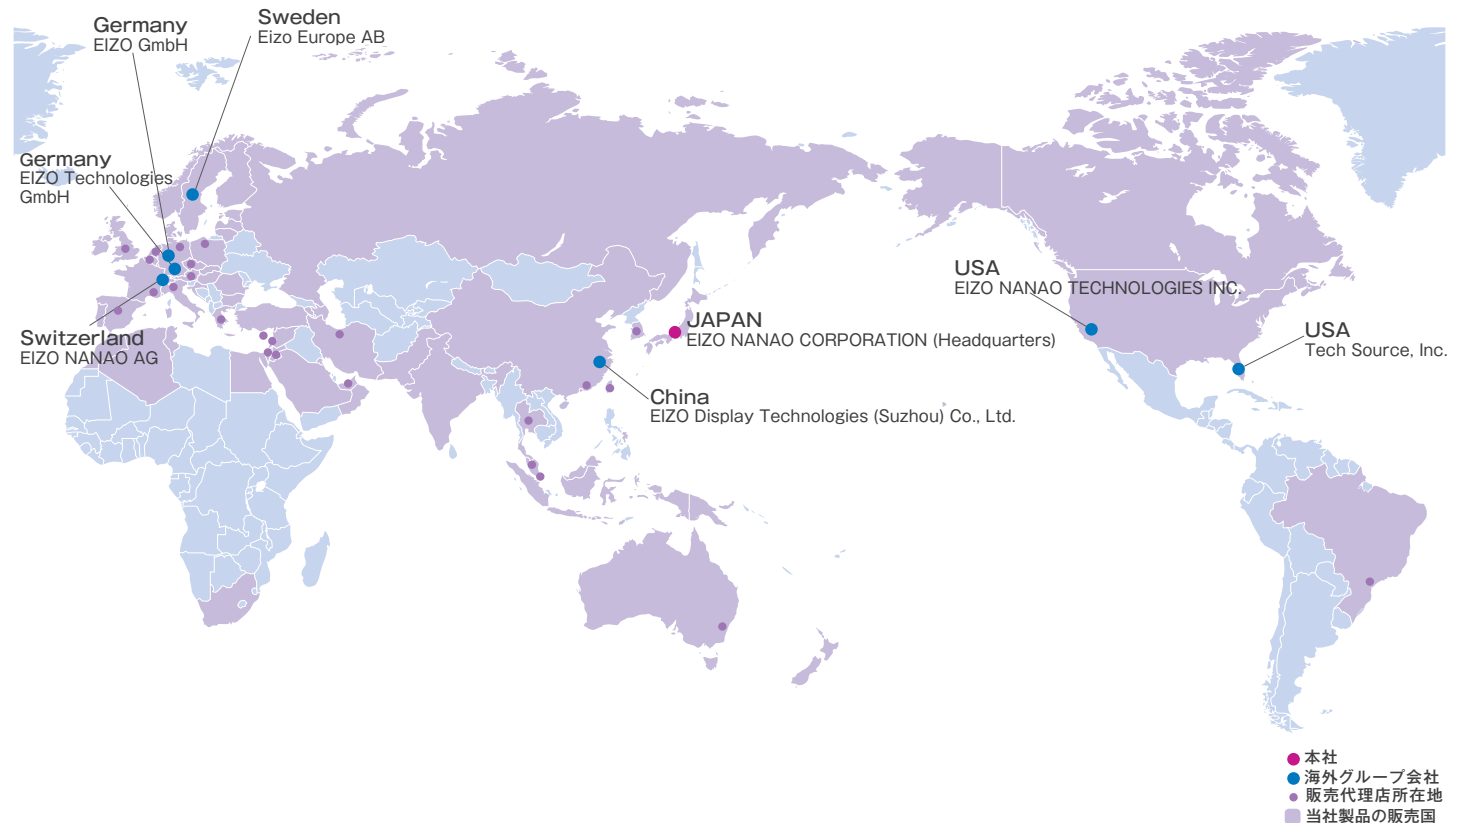 Germany
EIZO GmbH
Sweden
Eizo Europe AB
Germany
EIZO Technologies
GmbH
Switzerland
EIZO NANAO AG
JAPAN
EIZO NANAO CORPORATION (Headquarters)
China
EIZO Display Technologies (Suzhou) Co., Ltd.
USA
EIZO NANAO TECHNOLOGIES INC.
USA
Tech Source, Inc.
本社
海外グループ会社
販売代理店所在地
当社製品の販売国